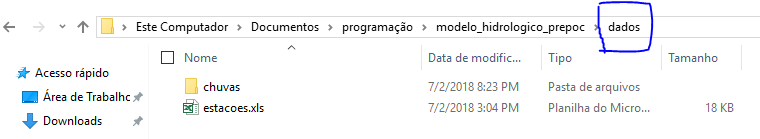 Este Computador > Documentos > programação > modelo_hidrologico_prepoc > dados
Acesso rápido
Área de Trabalho
Downloads
Nome Data de modific... Tipo Tamanho
chuvas 7/2/2018 8:23 PM Pasta de arquivos
estacoes.xls 7/2/2018 3:04 PM Planilha do Micro... 18 KB